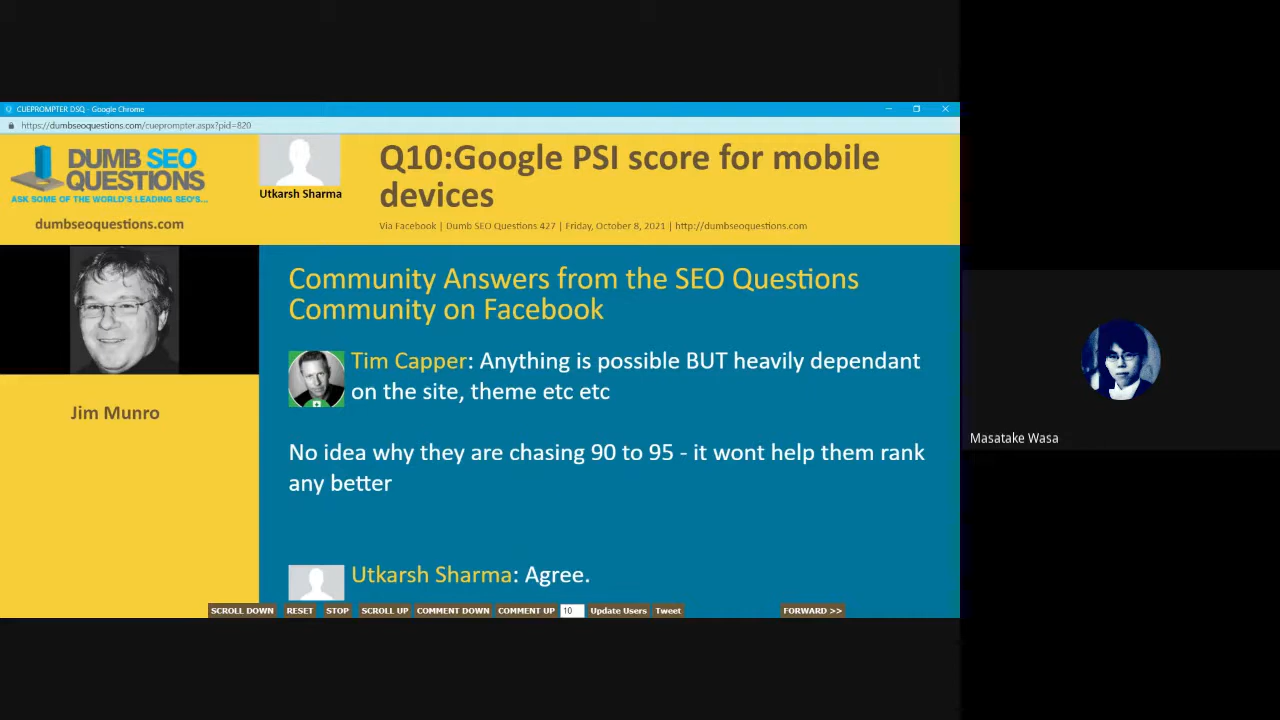 CUEPROMPTER DSQ - Google Chrome
https://dumbseoquestions.com/cueprompter.aspx?pid=820
DUMB SEO
QUESTIONS
ASK SOME OF THE WORLD'S LEADING SEO'S...
dumbseoquestions.com
Utkarsh Sharma
Q10:Google PSI score for mobile
devices
Via Facebook | Dumb SEO Questions 427 | Friday, October 8, 2021 | http://dumbseoquestions.com
Jim Munro
Community Answers from the SEO Questions
Community on Facebook
Tim Capper: Anything is possible BUT heavily dependant
on the site, theme etc etc
No idea why they are chasing 90 to 95 - it wont help them rank
any better
Utkarsh Sharma: Agree.
SCROLL DOWN RESET STOP SCROLL UP COMMENT DOWN COMMENT UP 10 Update Users Tweet FORWARD >>
Masatake Wasa